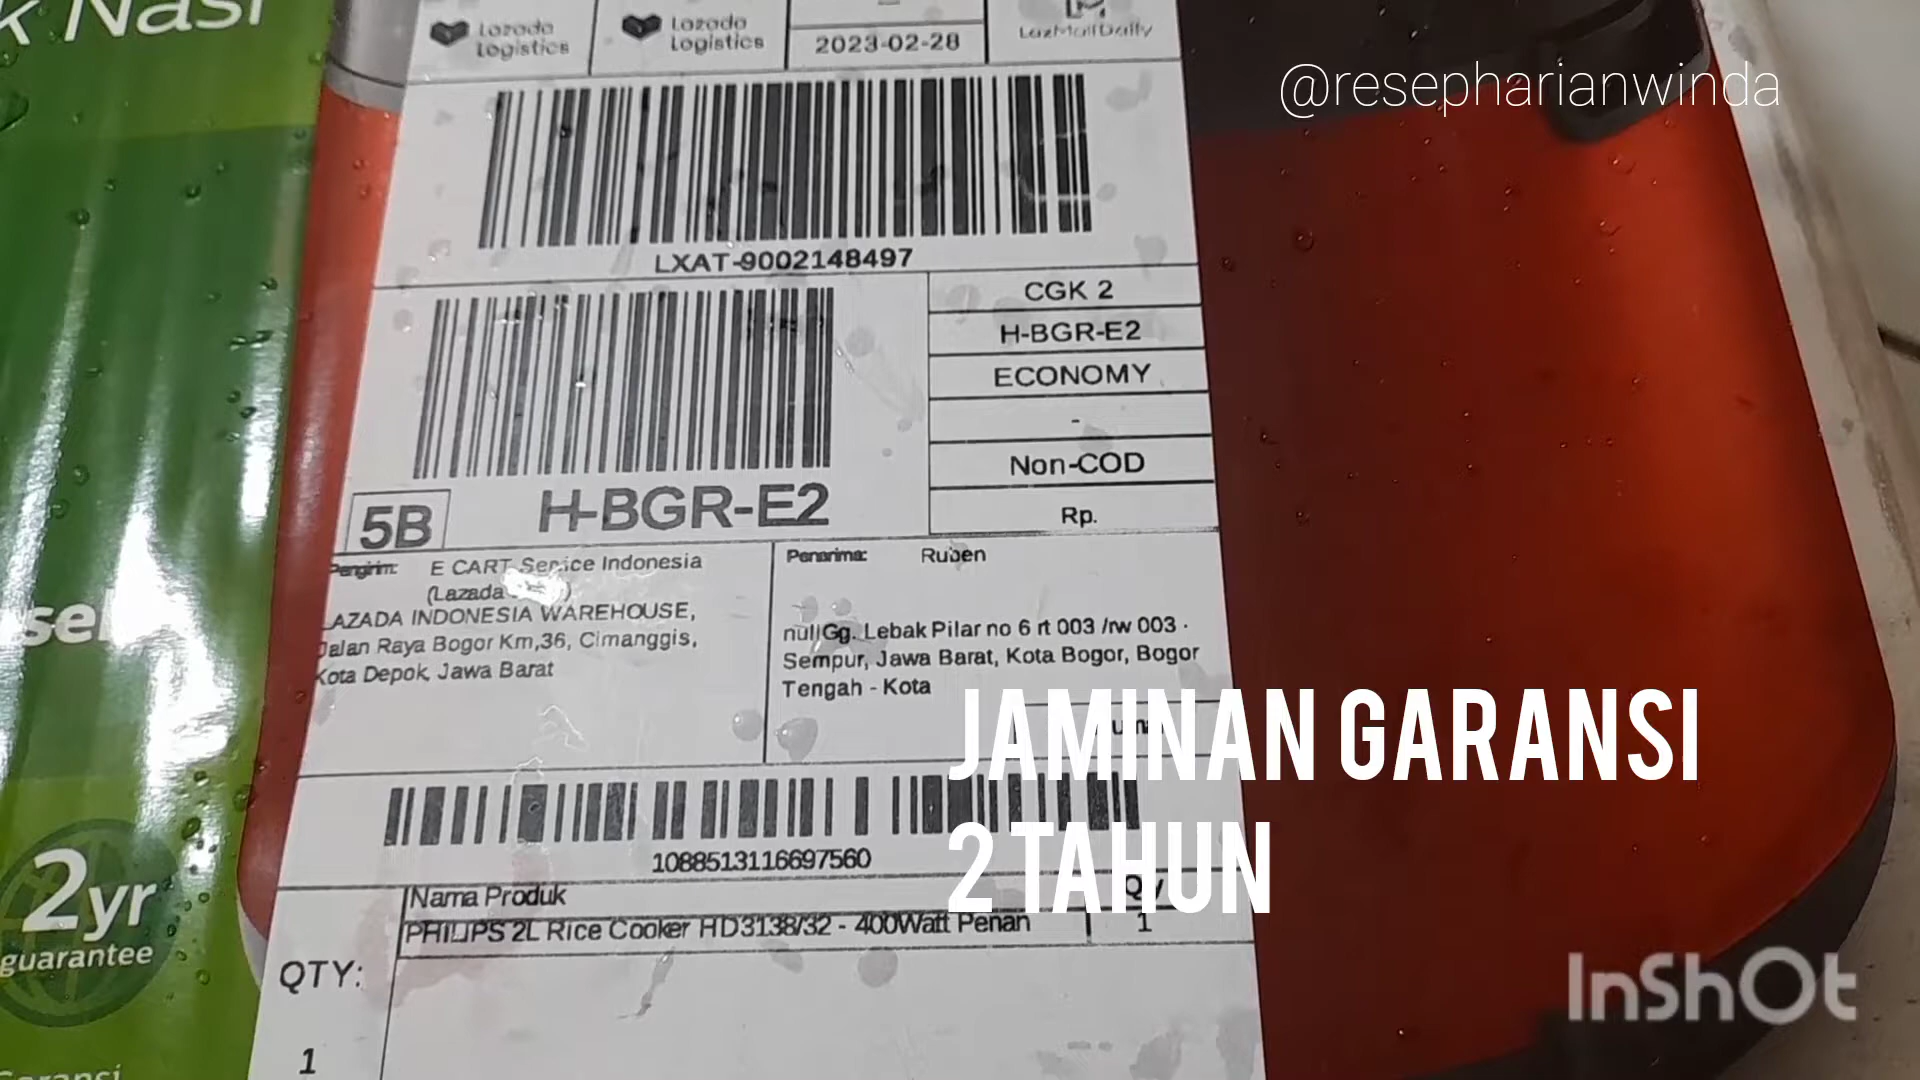 k Nasi
Lazada
Logistics
Lazada
Logistics
2023-02-28
LazMallDaily
@resepharianwinda
LXAT-9002148497
CGK 2
H-BGR-E2
ECONOMY
-
Non-COD
Rp.
5B
H-BGR-E2
Pengirim: E CART Service Indonesia
(Lazada
LAZADA INDONESIA WAREHOUSE,
Jalan Raya Bogor Km,36, Cimanggis,
Kota Depok, Jawa Barat
Penerima: Ruben
null Gg. Lebak Pilar no 6 rt 003 /rw 003 .
Sempur, Jawa Barat, Kota Bogor, Bogor
Tengah - Kota
JAMINAN GARANSI
2 TAHUN
1088513116697560
Nama Produk
PHILIPS 2L Rice Cooker HD3138/32 - 400Watt Penan 1
QTY:
1
2yr
guarantee
Garansi
InShOt